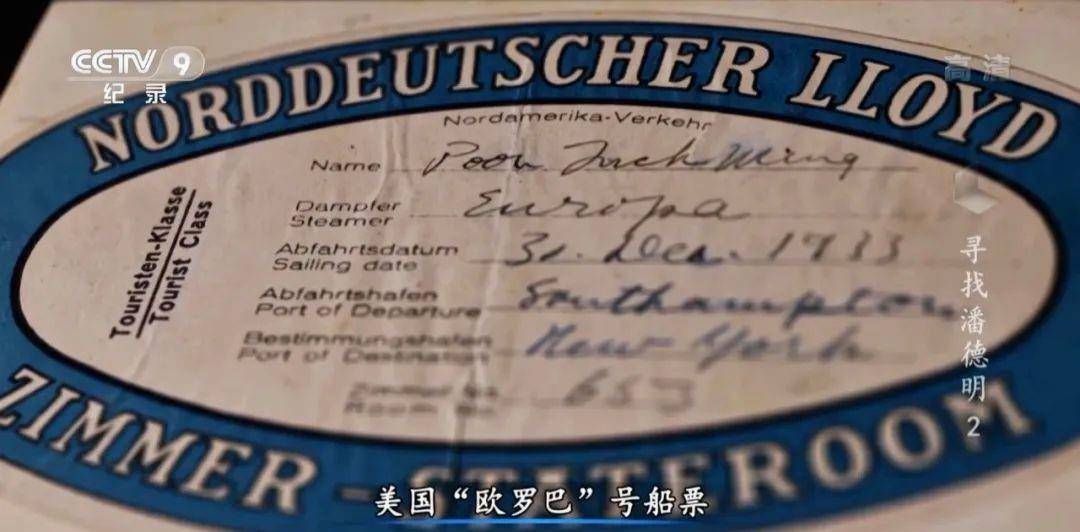 CCTV 9
纪录
高清
寻找潘德明2
NORDDEUTSCHER LLOYD
Nordamerika-Verkehr
Name Poon Juck Ming
Dampfer Europa
Steamer
Abfahrtsdatum 31. Dec. 1933
Sailing date
Abfahrtshafen Southampton
Port of Departure
Bestimmungshafen New York
Port of Destination
Zimmer No 653
Room No
Touristen-Klasse
Tourist Class
ZIMMER - STATEROOM
美国“欧罗巴”号船票